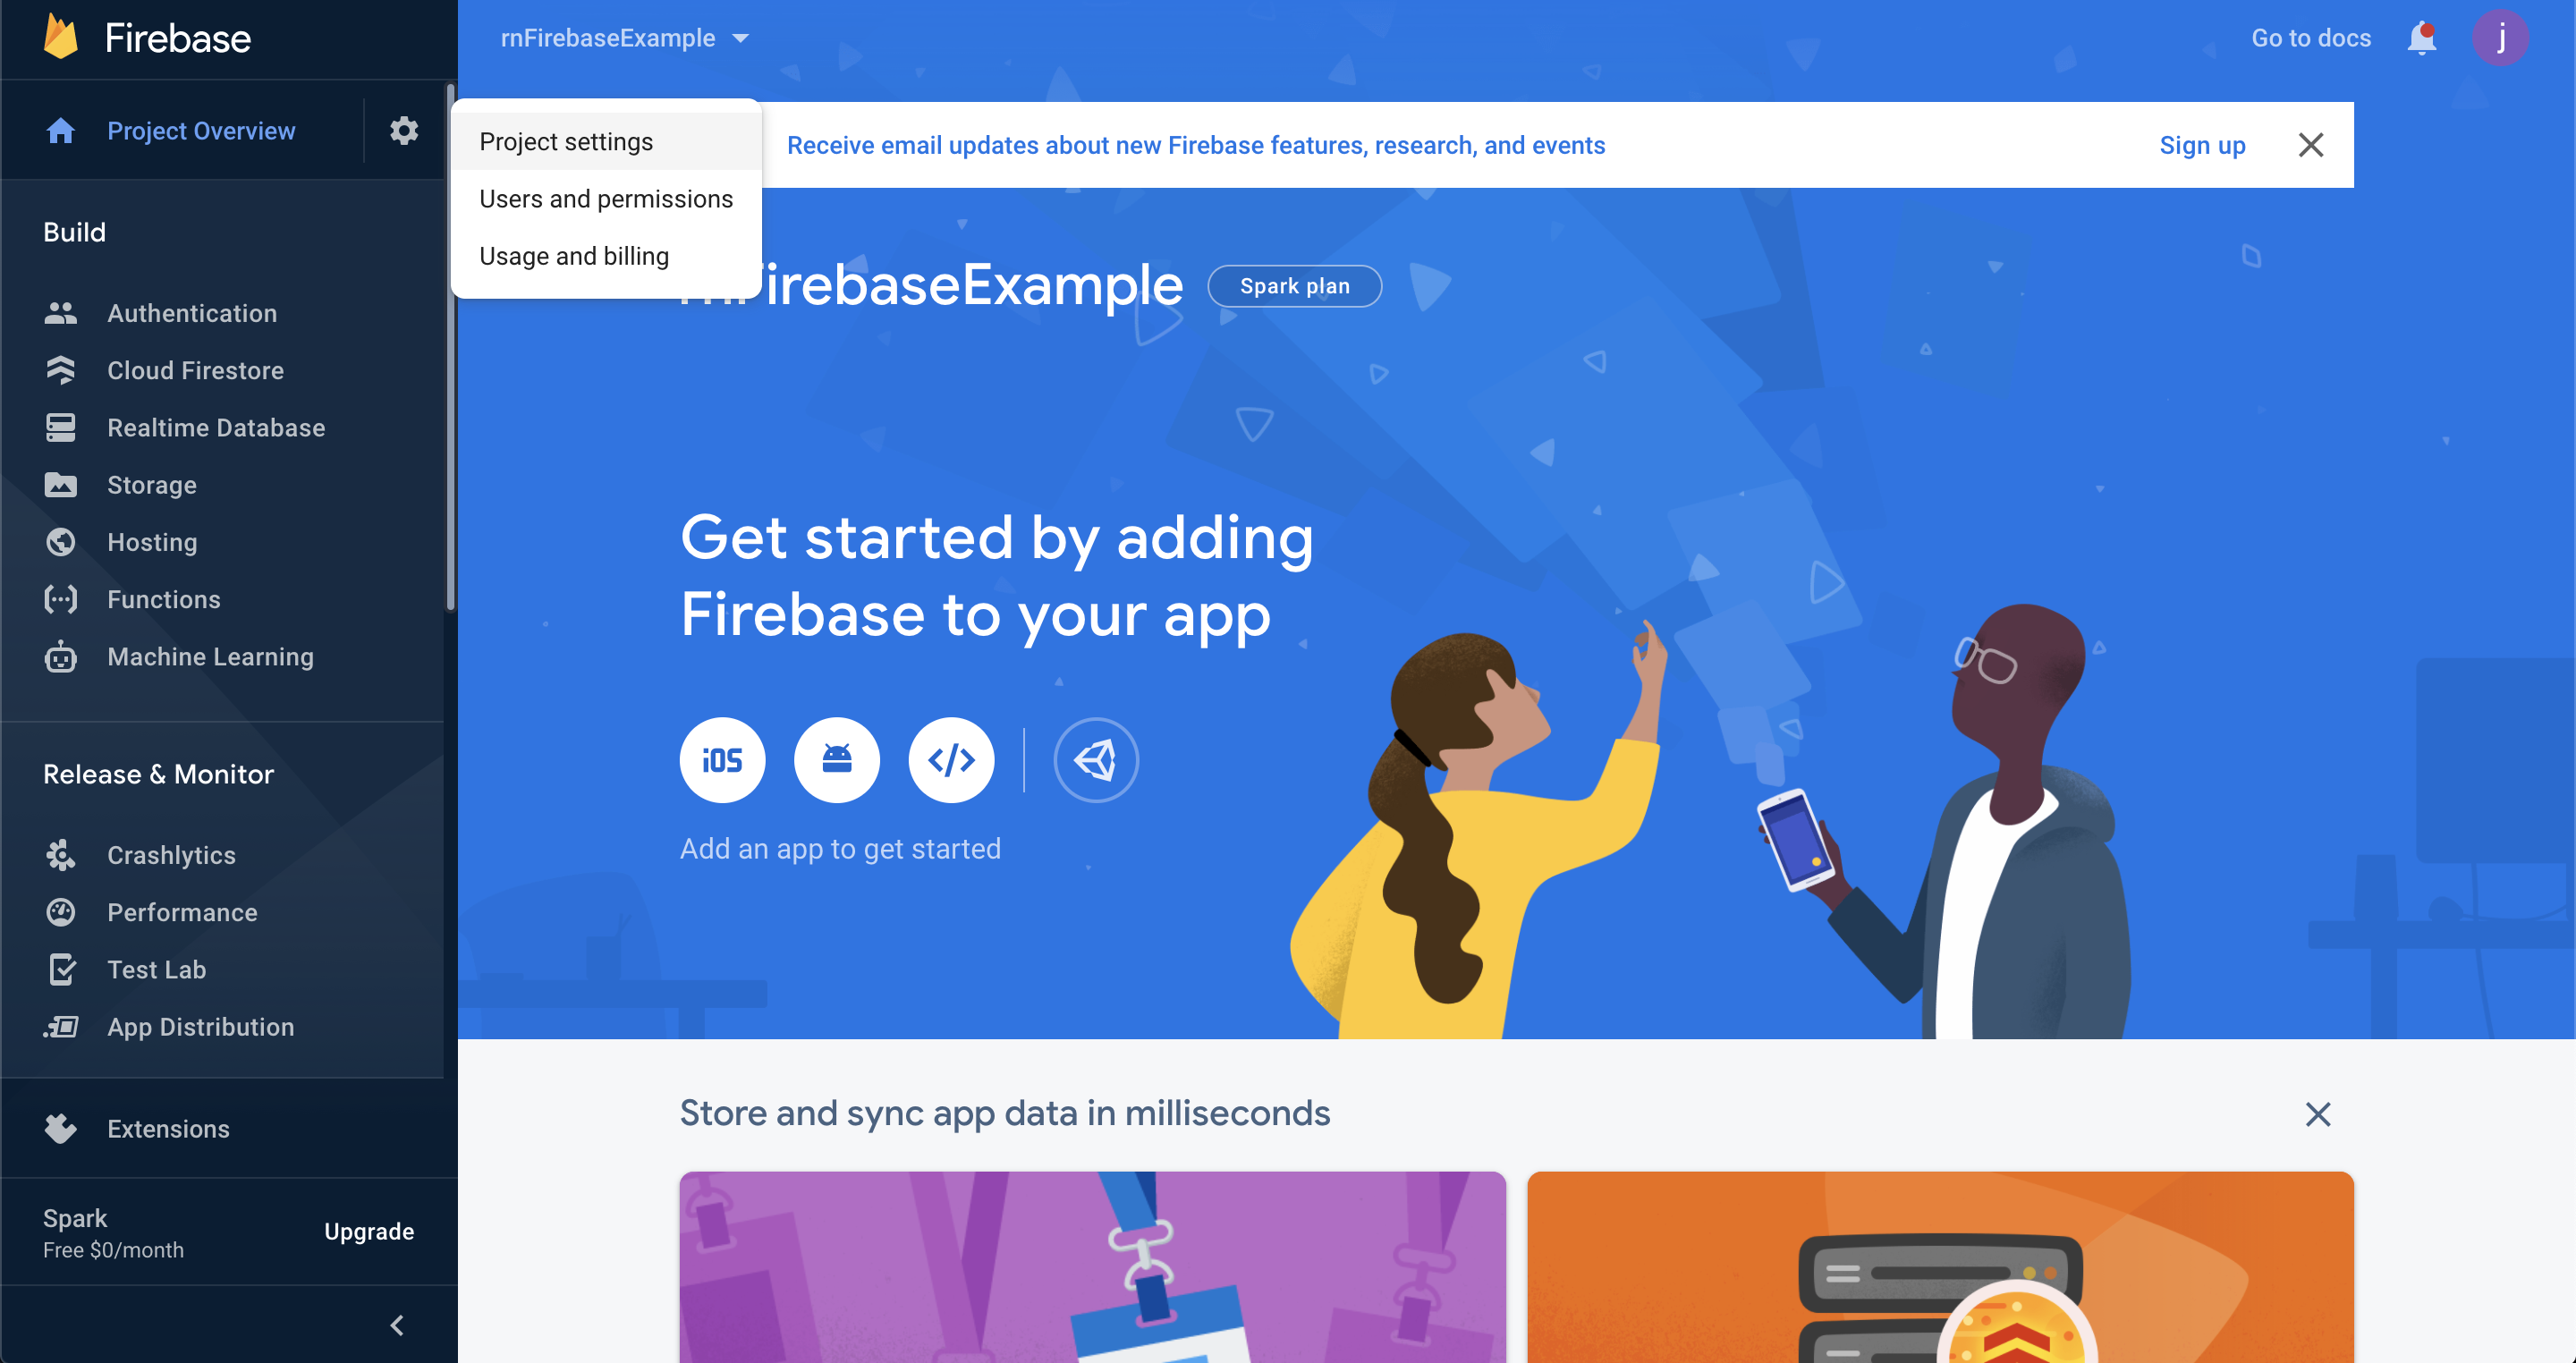 Firebase
rnFirebaseExample
Go to docs
j
Project Overview
Project settings
Users and permissions
Usage and billing
Receive email updates about new Firebase features, research, and events
Sign up
Build
Authentication
Cloud Firestore
Realtime Database
Storage
Hosting
Functions
Machine Learning
Release & Monitor
Crashlytics
Performance
Test Lab
App Distribution
Extensions
Spark
Free $0/month
Upgrade
rnFirebaseExample
Spark plan
Get started by adding
Firebase to your app
iOS
Add an app to get started
Store and sync app data in milliseconds